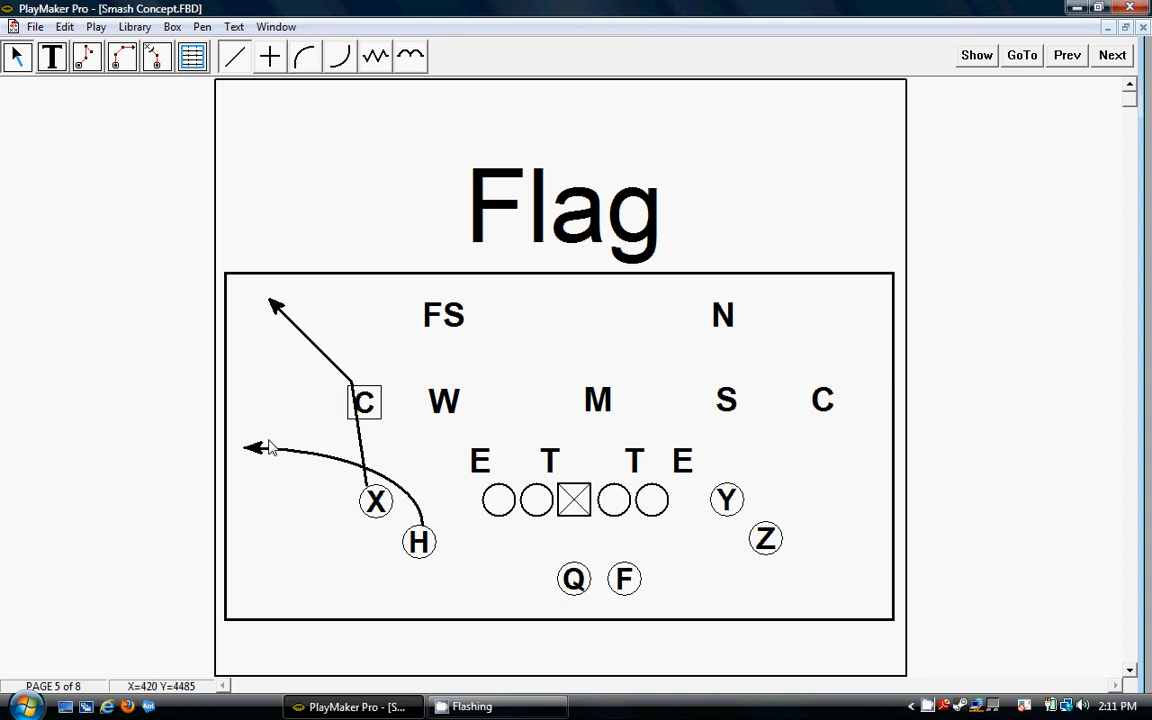 PlayMaker Pro - [Smash Concept.FBD]
File Edit Play Library Box Pen Text Window
T Show GoTo Prev Next
Flag
FS N
C W M S C
E T T E
X Y
H Z
Q F
PAGE 5 of 8 X=420 Y=4485
PlayMaker Pro - [S... Flashing 2:11 PM